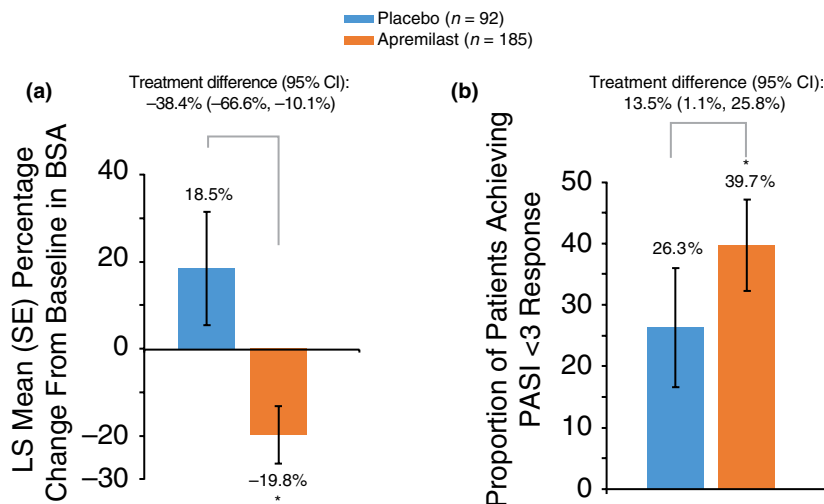 Placebo (n = 92)
Apremilast (n = 185)
(a)
Treatment difference (95% CI):
–38.4% (–66.6%, –10.1%)
LS Mean (SE) Percentage
Change From Baseline in BSA
40
20
0
–10
–20
–30
18.5%
–19.8%
*
(b)
Treatment difference (95% CI):
13.5% (1.1%, 25.8%)
Proportion of Patients Achieving
PASI <3 Response
50
40
30
20
10
0
26.3%
*
39.7%